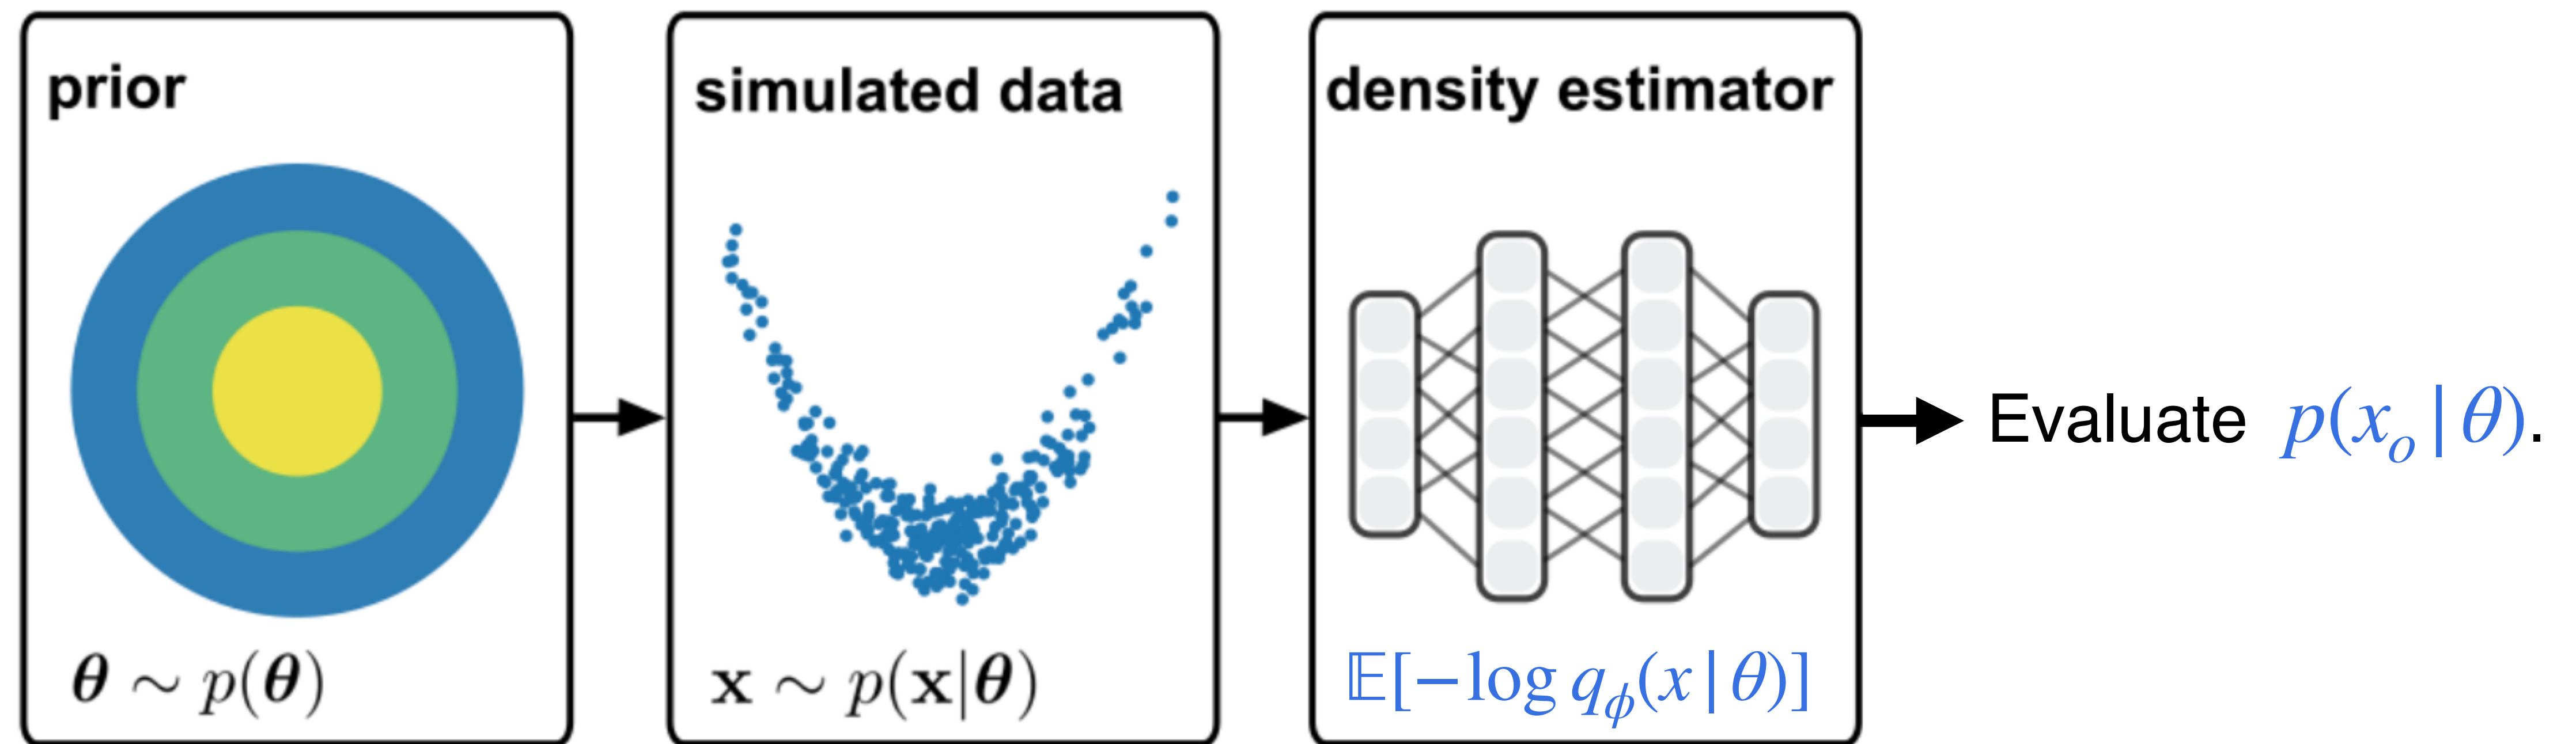 prior
θ ∼ p(θ)
simulated data
x ∼ p(x|θ)
density estimator
𝔼[−log q_ϕ(x | θ)]
Evaluate p(x_o | θ).